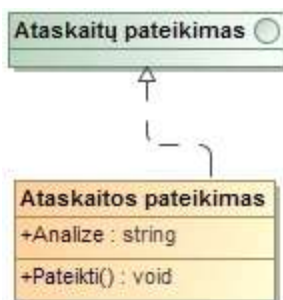 Ataskaitų pateikimas
Ataskaitos pateikimas
+Analize : string
+Pateikti() : void